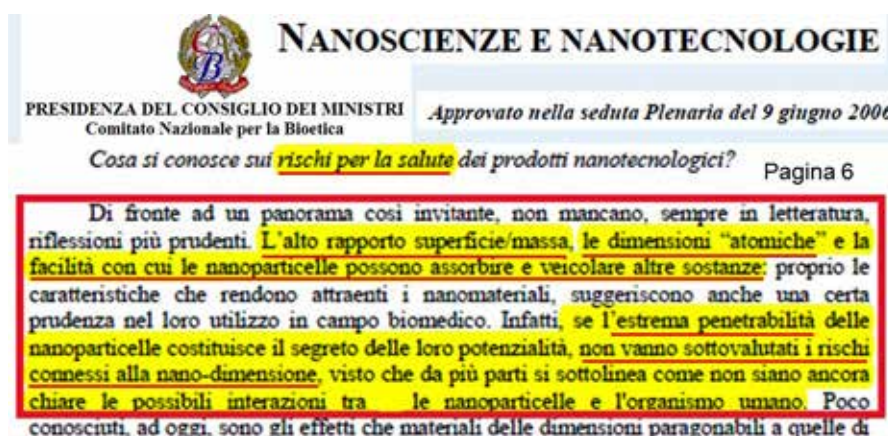 NANOSCIENZE E NANOTECNOLOGIE
PRESIDENZA DEL CONSIGLIO DEI MINISTRI
Comitato Nazionale per la Bioetica
Approvato nella seduta Plenaria del 9 giugno 2006
Cosa si conosce sui rischi per la salute dei prodotti nanotecnologici?
Pagina 6
Di fronte ad un panorama così invitante, non mancano, sempre in letteratura,
riflessioni più prudenti. L'alto rapporto superficie/massa, le dimensioni "atomiche" e la
facilità con cui le nanoparticelle possono assorbire e veicolare altre sostanze: proprio le
caratteristiche che rendono attraenti i nanomateriali, suggeriscono anche una certa
prudenza nel loro utilizzo in campo biomedico. Infatti, se l'estrema penetrabilità delle
nanoparticelle costituisce il segreto delle loro potenzialità, non vanno sottovalutati i rischi
connessi alla nano-dimensione, visto che da più parti si sottolinea come non siano ancora
chiare le possibili interazioni tra le nanoparticelle e l'organismo umano. Poco
conosciuti, ad oggi, sono gli effetti che materiali delle dimensioni paragonabili a quelle di